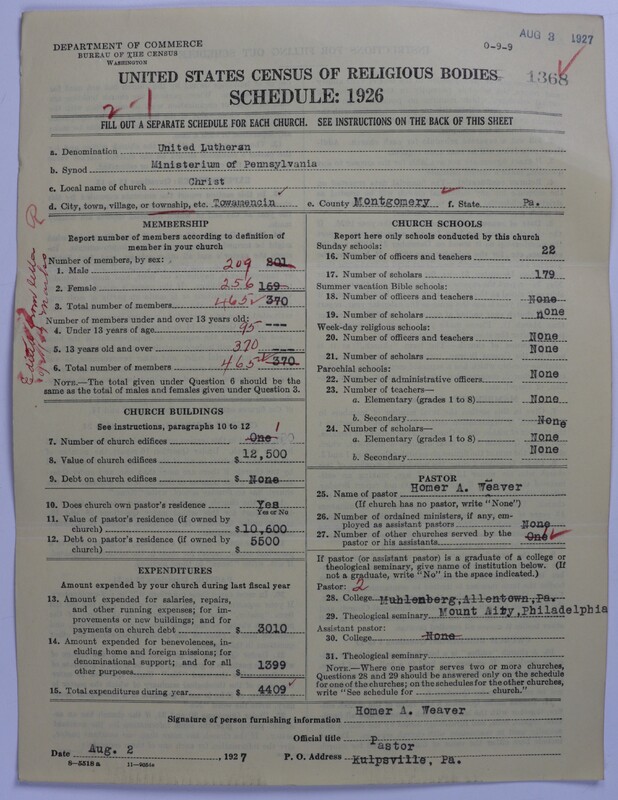 DEPARTMENT OF COMMERCE
BUREAU OF THE CENSUS
WASHINGTON
O-9-9
AUG 3 1927
UNITED STATES CENSUS OF RELIGIOUS BODIES
1368
SCHEDULE: 1926
2-1
FILL OUT A SEPARATE SCHEDULE FOR EACH CHURCH. SEE INSTRUCTIONS ON THE BACK OF THIS SHEET
a. Denomination United Lutheran
b. Synod Ministerium of Pennsylvania
c. Local name of church Christ
d. City, town, village, or township, etc. Towamencin e. County Montgomery f. State Pa.
MEMBERSHIP
Report number of members according to definition of member in your church
Number of members, by sex:
1. Male 209 201
2. Female 256 169
3. Total number of members 465 370
Number of members under and over 13 years old:
4. Under 13 years of age 95 ---
5. 13 years old and over 370 ---
6. Total number of members 465 370
NOTE.—The total given under Question 6 should be the same as the total of males and females given under Question 3.
CHURCH BUILDINGS
See instructions, paragraphs 10 to 12
7. Number of church edifices One 1
8. Value of church edifices $ 12,500
9. Debt on church edifices $ None
10. Does church own pastor's residence Yes
Yes or No
11. Value of pastor's residence (if owned by church) $ 10,600
12. Debt on pastor's residence (if owned by church) $ 5500
EXPENDITURES
Amount expended by your church during last fiscal year
13. Amount expended for salaries, repairs, and other running expenses; for improvements or new buildings; and for payments on church debt $ 3010
14. Amount expended for benevolences, including home and foreign missions; for denominational support; and for all other purposes $ 1399
15. Total expenditures during year $ 4409
CHURCH SCHOOLS
Report here only schools conducted by this church
Sunday schools:
16. Number of officers and teachers 22
17. Number of scholars 179
Summer vacation Bible schools:
18. Number of officers and teachers None
19. Number of scholars none
Week-day religious schools:
20. Number of officers and teachers None
21. Number of scholars None
Parochial schools:
22. Number of administrative officers None
23. Number of teachers—
a. Elementary (grades 1 to 8) None
b. Secondary None
24. Number of scholars—
a. Elementary (grades 1 to 8) None
b. Secondary None
PASTOR
25. Name of pastor Homer A. Weaver
(If church has no pastor, write "None")
26. Number of ordained ministers, if any, employed as assistant pastors None
27. Number of other churches served by the pastor or his assistants One
If pastor (or assistant pastor) is a graduate of a college or theological seminary, give name of institution below. (If not a graduate, write "No" in the space indicated.)
Pastor: 2
28. College Muhlenberg, Allentown, Pa.
29. Theological seminary Mount Airy, Philadelphia
Assistant pastor:
30. College None
31. Theological seminary
NOTE.—Where one pastor serves two or more churches, Questions 28 and 29 should be answered only on the schedule for one of the churches; on the schedules for the other churches, write "See schedule for church."
Signature of person furnishing information Homer A. Weaver
Official title Pastor
Date Aug. 2, 1927 P. O. Address Kulpsville, Pa.
8-5518 a